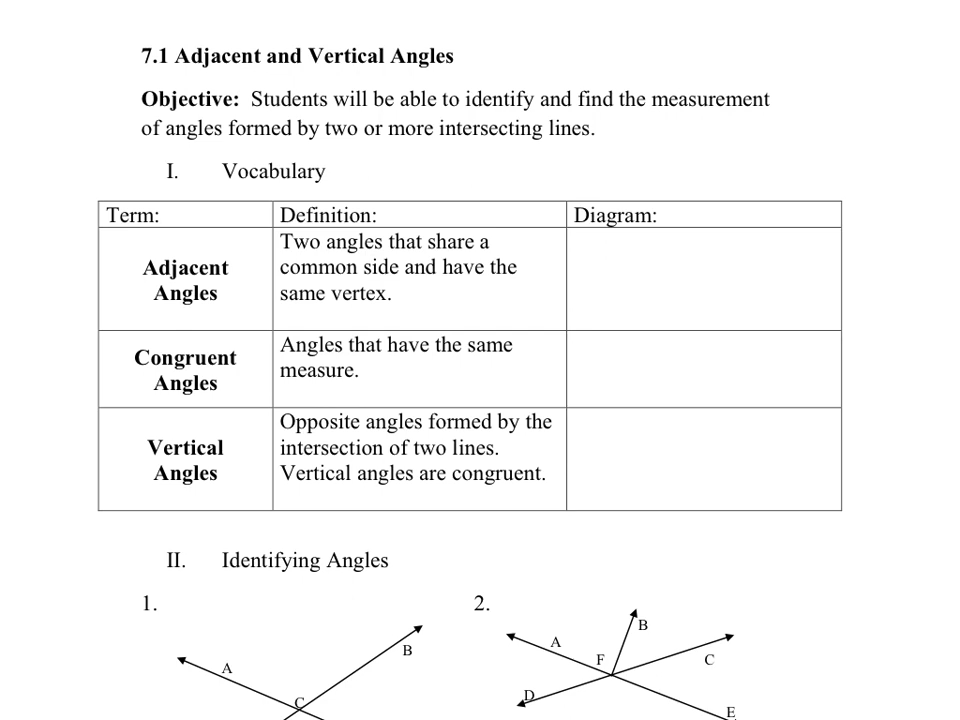 7.1 Adjacent and Vertical Angles
Objective: Students will be able to identify and find the measurement
of angles formed by two or more intersecting lines.
I. Vocabulary
Term: Definition: Diagram:
Adjacent
Angles
Two angles that share a
common side and have the
same vertex.
Congruent
Angles
Angles that have the same
measure.
Vertical
Angles
Opposite angles formed by the
intersection of two lines.
Vertical angles are congruent.
II. Identifying Angles
1.
A
B
C
2.
A
B
F
C
D
E